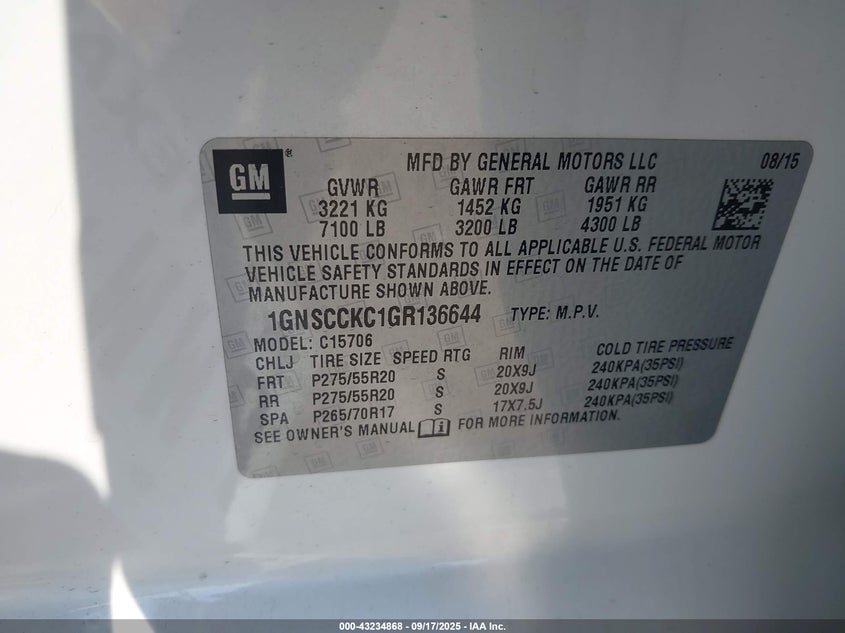 GM
MFD BY GENERAL MOTORS LLC 08/15
GVWR GAWR FRT GAWR RR
3221 KG 1452 KG 1951 KG
7100 LB 3200 LB 4300 LB
THIS VEHICLE CONFORMS TO ALL APPLICABLE U.S. FEDERAL MOTOR
VEHICLE SAFETY STANDARDS IN EFFECT ON THE DATE OF
MANUFACTURE SHOWN ABOVE.
1GNSCCKC1GR136644 TYPE: M.P.V.
MODEL: C15706
CHLJ TIRE SIZE SPEED RTG RIM COLD TIRE PRESSURE
FRT P275/55R20 S 20X9J 240KPA(35PSI)
RR P275/55R20 S 20X9J 240KPA(35PSI)
SPA P265/70R17 S 17X7.5J 240KPA(35PSI)
SEE OWNER'S MANUAL FOR MORE INFORMATION.
000-43234868 - 09/17/2025 - IAA Inc.